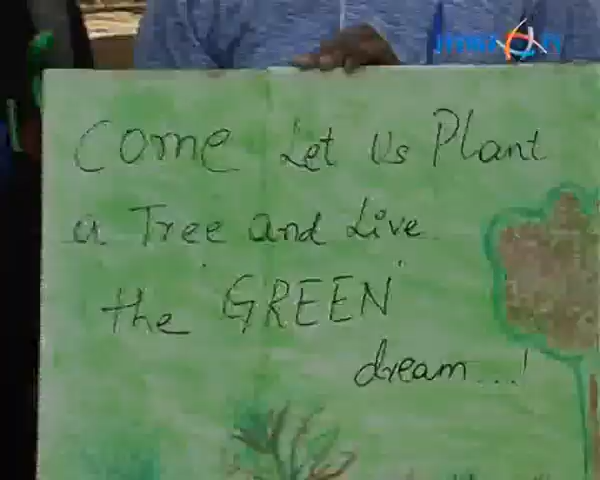 Come Let Us Plant
a Tree and Live
the "GREEN"
dream...!